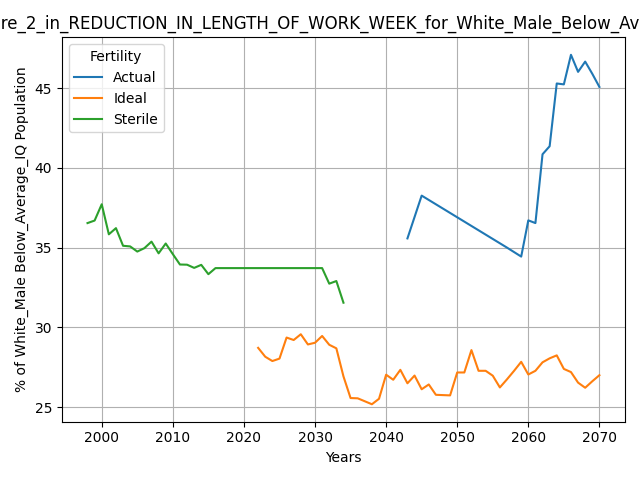 re_2_in_REDUCTION_IN_LENGTH_OF_WORK_WEEK_for_White_Male_Below_Av
Fertility
Actual
Ideal
Sterile
% of White_Male Below_Average_IQ Population
45
40
35
30
25
2000 2010 2020 2030 2040 2050 2060 2070
Years